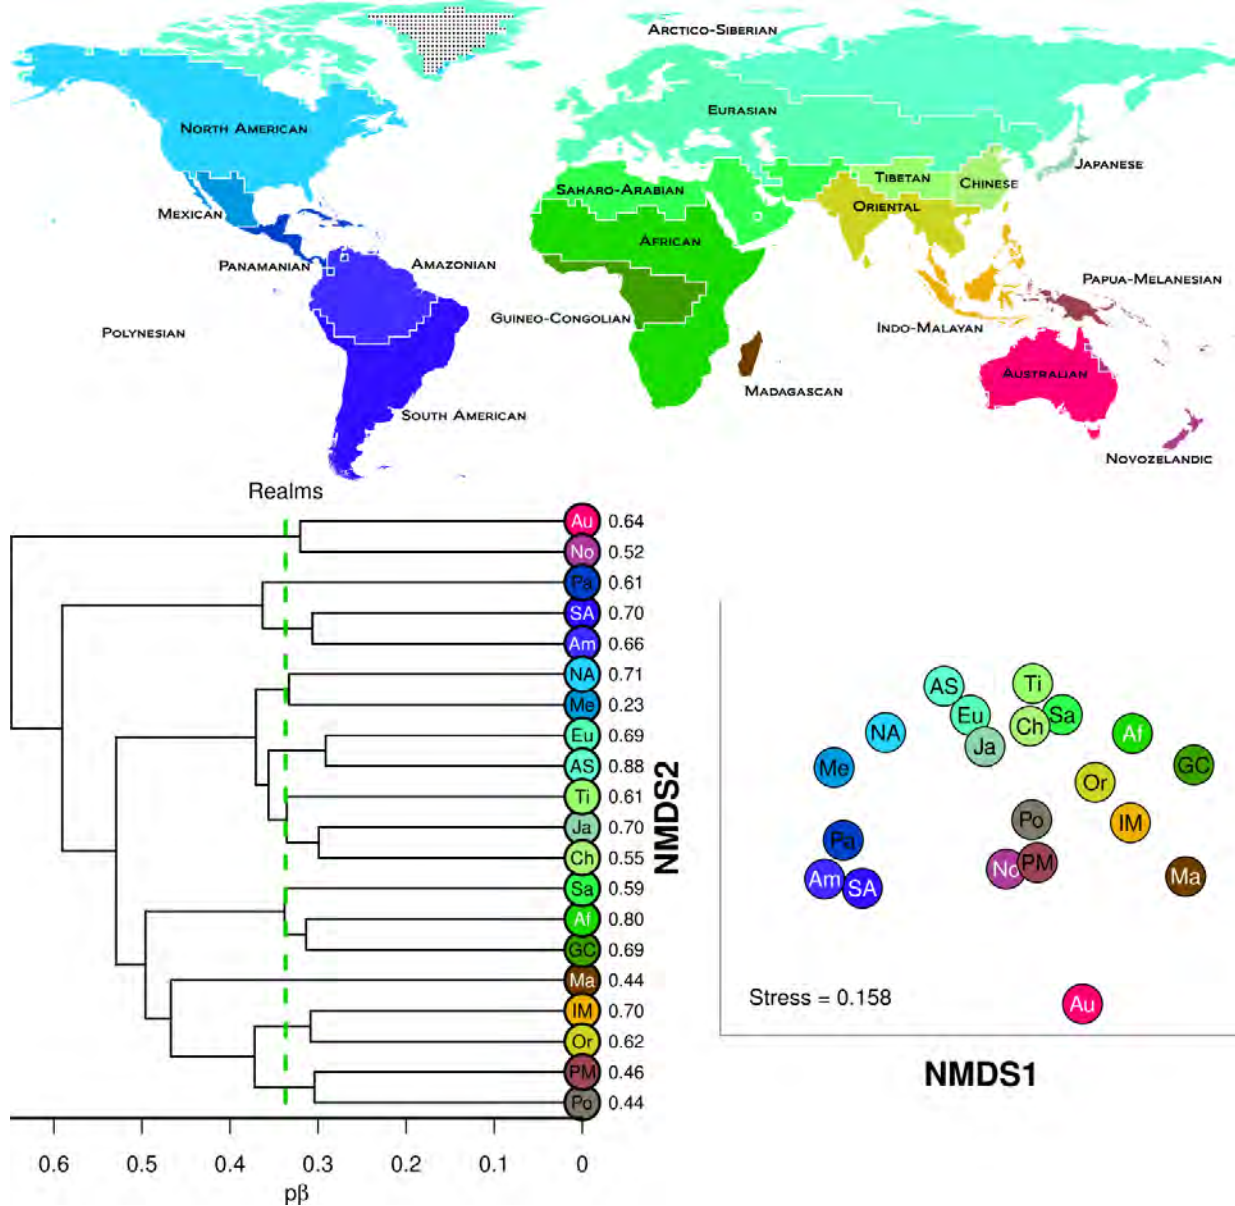 ARCTICO-SIBERIAN
EURASIAN
NORTH AMERICAN
JAPANESE
TIBETAN
CHINESE
SAHARO-ARABIAN
ORIENTAL
MEXICAN
AFRICAN
PANAMANIAN
AMAZONIAN
PAPUA-MELANESIAN
POLYNESIAN
GUINEO-CONGOLIAN
INDO-MALAYAN
AUSTRALIAN
MADAGASCAN
SOUTH AMERICAN
NOVOZELANDIC
Realms
Au 0.64
No 0.52
Pa 0.61
SA 0.70
Am 0.66
NA 0.71
Me 0.23
Eu 0.69
AS 0.88
Ti 0.61
Ja 0.70
Ch 0.55
Sa 0.59
Af 0.80
GC 0.69
Ma 0.44
IM 0.70
Or 0.62
PM 0.46
Po 0.44
0.6 0.5 0.4 0.3 0.2 0.1 0
pβ
NMDS2
AS Ti
Eu Ch Sa
NA Ja Af
Me GC
Or
Po IM
Pa
No PM Ma
Am SA
Stress = 0.158
Au
NMDS1